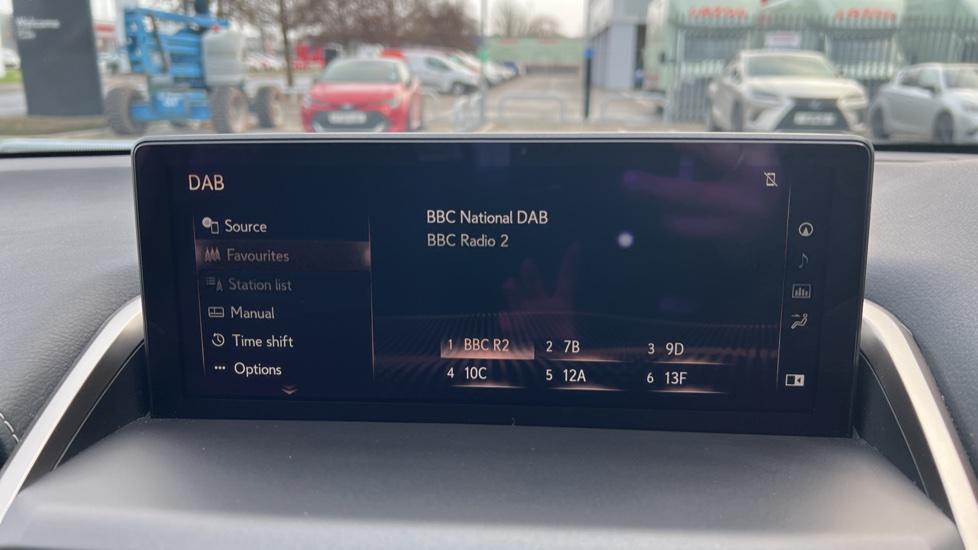 Welcome
DAB
Source
Favourites
Station list
Manual
Time shift
Options
BBC National DAB
BBC Radio 2
1 BBC R2
2 7B
3 9D
4 10C
5 12A
6 13F